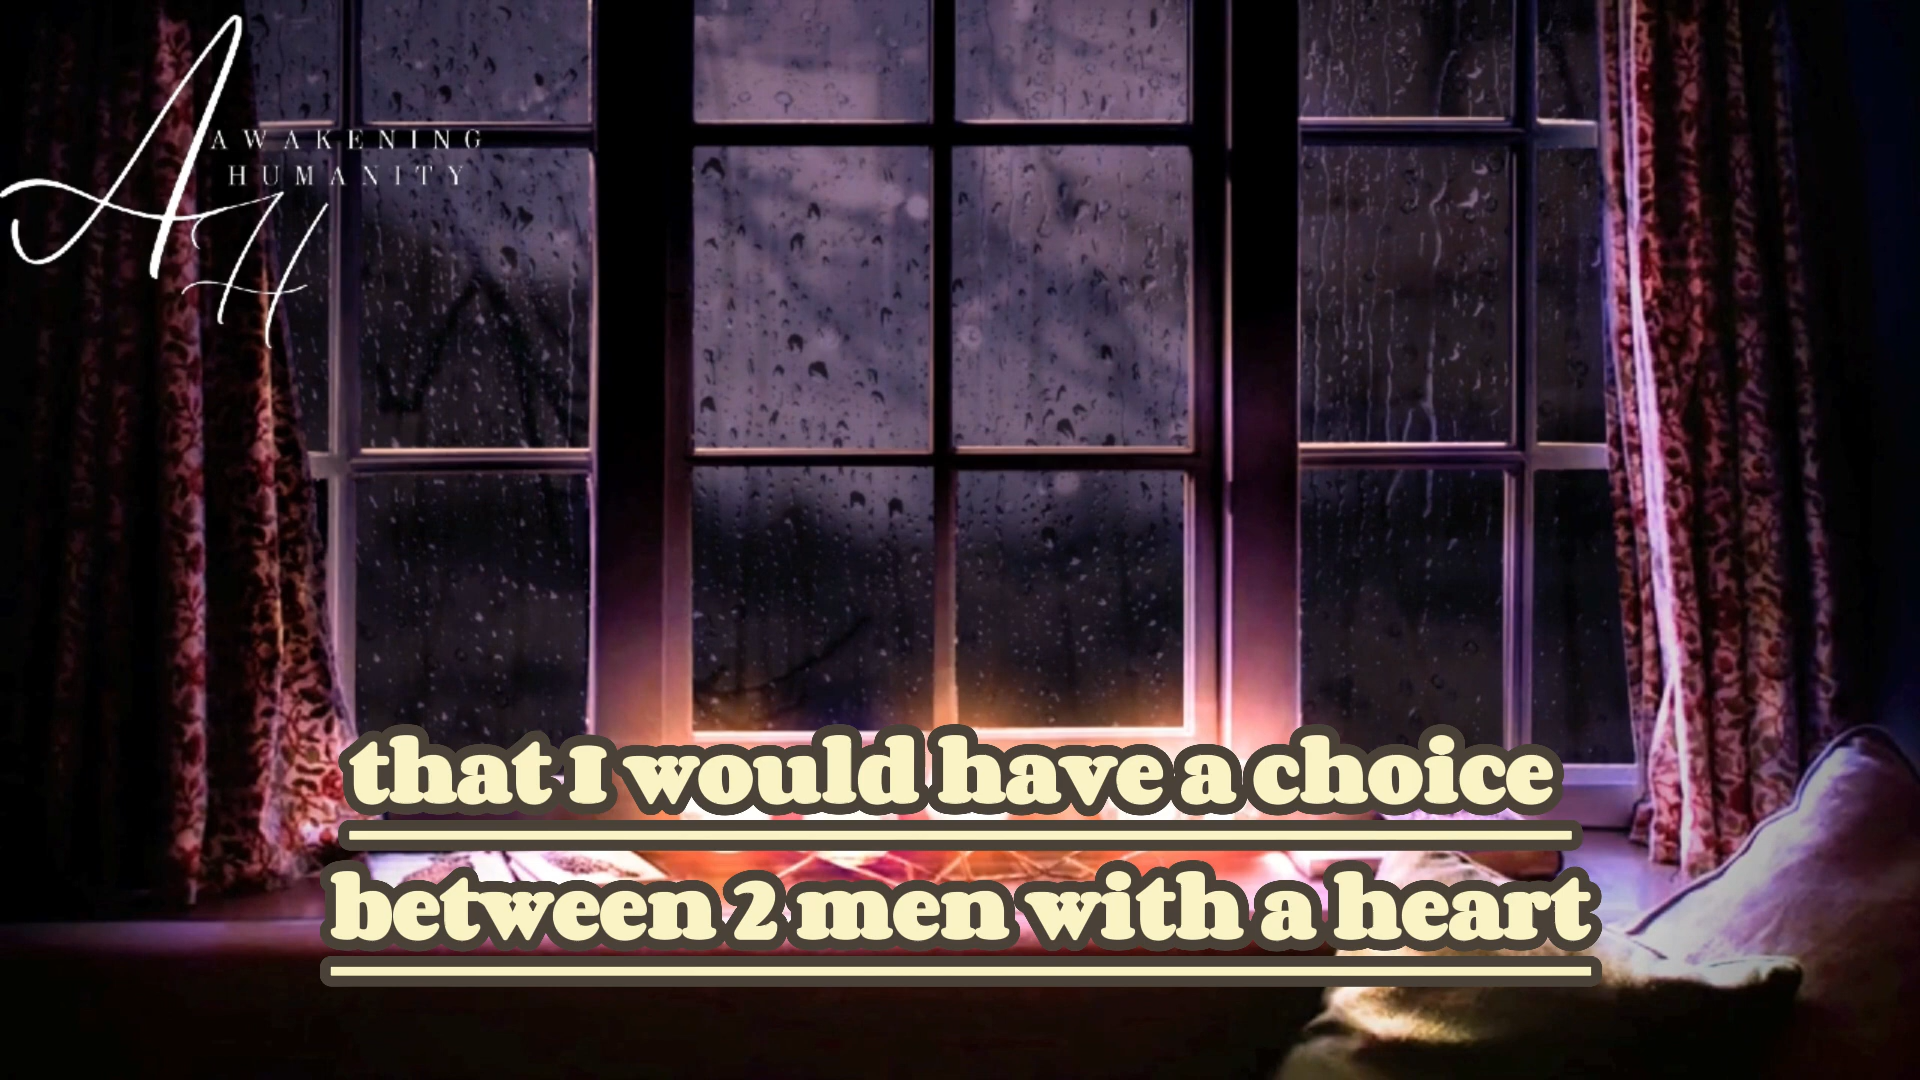 AWAKENING
HUMANITY
AH
that I would have a choice
between 2 men with a heart